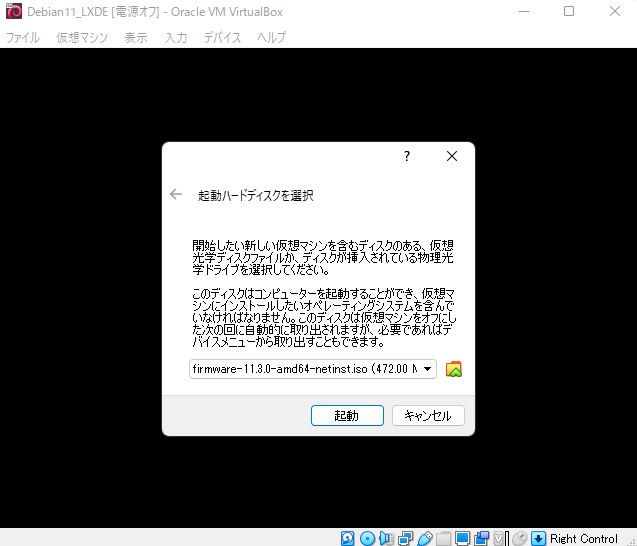 Debian11_LXDE [電源オフ] - Oracle VM VirtualBox
ファイル 仮想マシン 表示 入力 デバイス ヘルプ
?
起動ハードディスクを選択
開始したい新しい仮想マシンを含むディスクのある、仮想
光学ディスクファイルか、ディスクが挿入されている物理光
学ドライブを選択してください。
このディスクはコンピューターを起動することができ、仮想マ
シンにインストールしたいオペレーティングシステムを含んで
いなければなりません。このディスクは仮想マシンをオフにし
た次の回に自動的に取り出されますが、必要であればデ
バイスメニューから取り出すこともできます。
firmware-11.3.0-amd64-netinst.iso (472.00 M
起動 キャンセル
Right Control